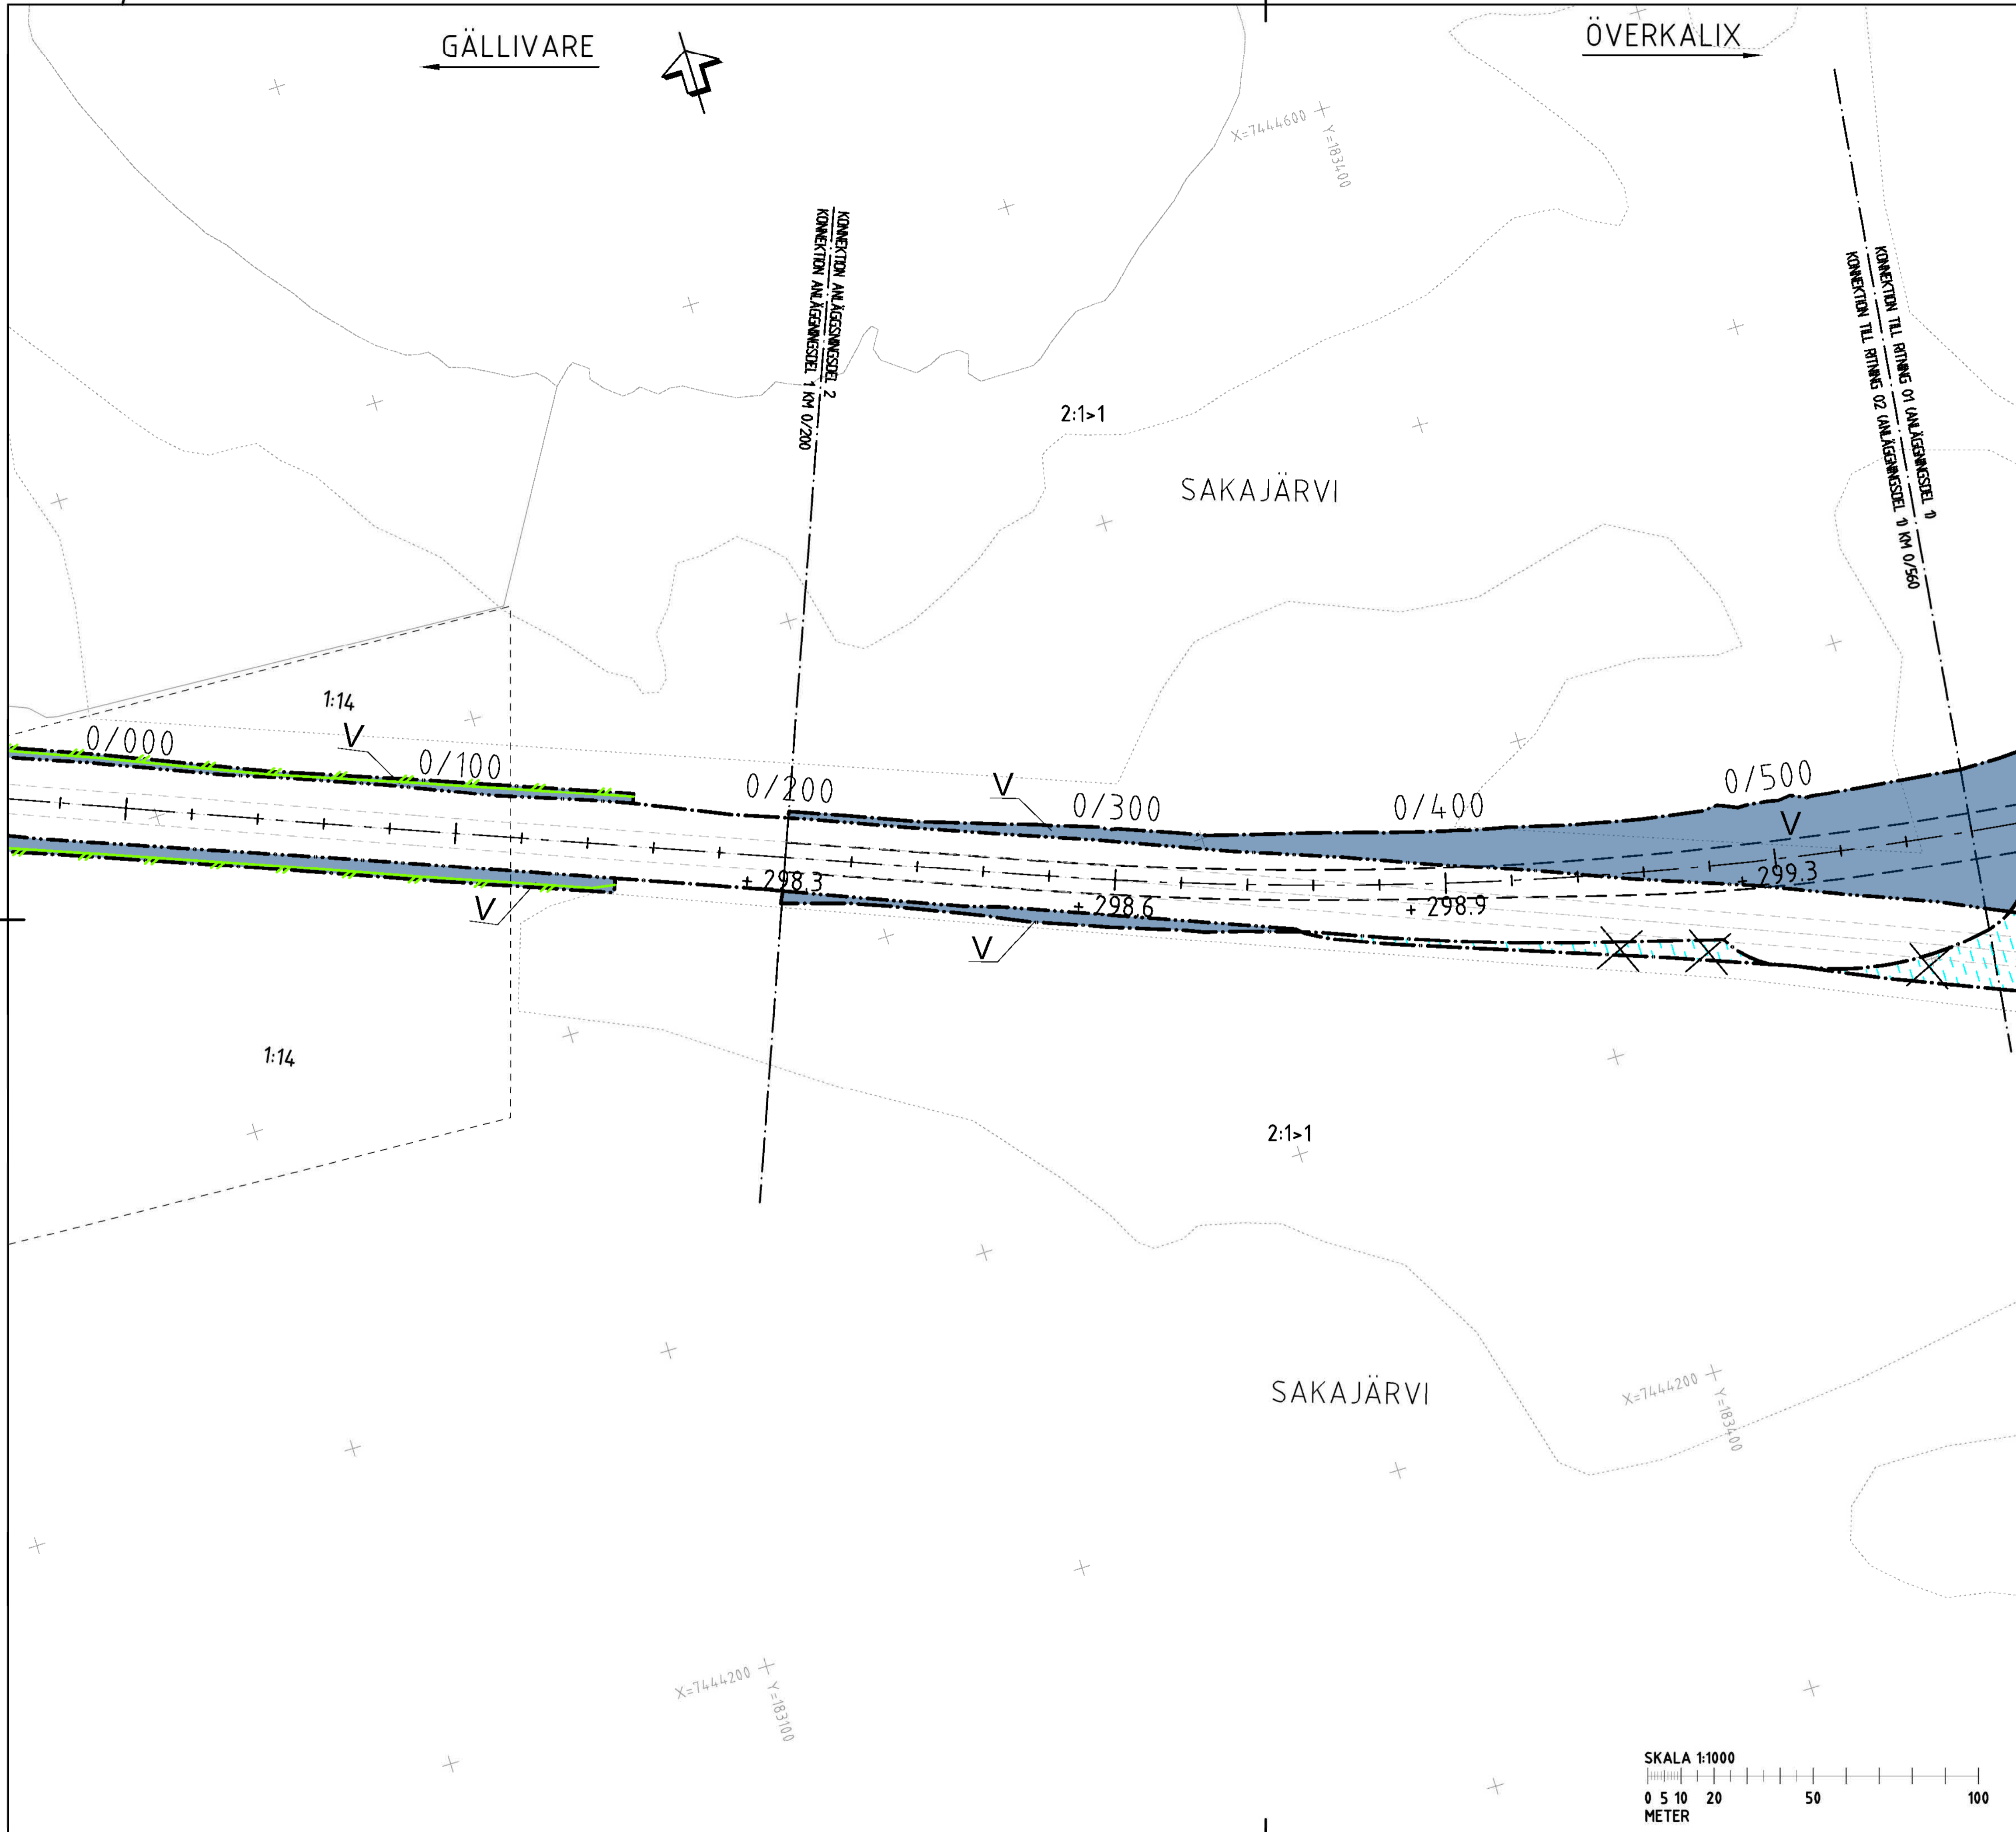 GÄLLIVARE
ÖVERKALIX
X=7444600
Y=183400
KONNEKTION ANLÄGGSNINGSDEL 2
KONNEKTION ANLÄGGNINGSDEL 1 KM 0/200
KONNEKTION TILL RITNING 01 (ANLÄGGNINGSDEL 1)
KONNEKTION TILL RITNING 02 (ANLÄGGNINGSDEL 1) KM 0/560
2:1>1
SAKAJÄRVI
1:14
V
0/000
0/100
0/200
V
0/300
0/400
0/500
V
+ 298.3
+ 298.6
+ 298.9
+ 299.3
V
V
1:14
2:1>1
SAKAJÄRVI
X=7444200
Y=183400
X=7444200
Y=183100
SKALA 1:1000
0 5 10 20 50 100
METER